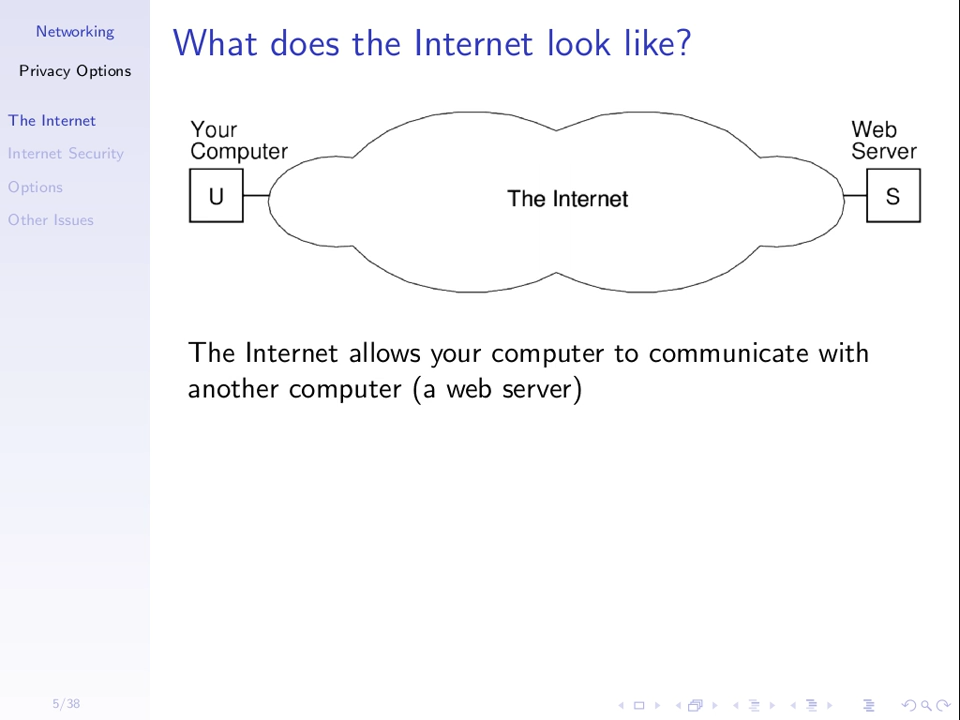 Networking
Privacy Options
The Internet
Internet Security
Options
Other Issues
5/38
What does the Internet look like?
Your
Computer
U
The Internet
Web
Server
S
The Internet allows your computer to communicate with
another computer (a web server)